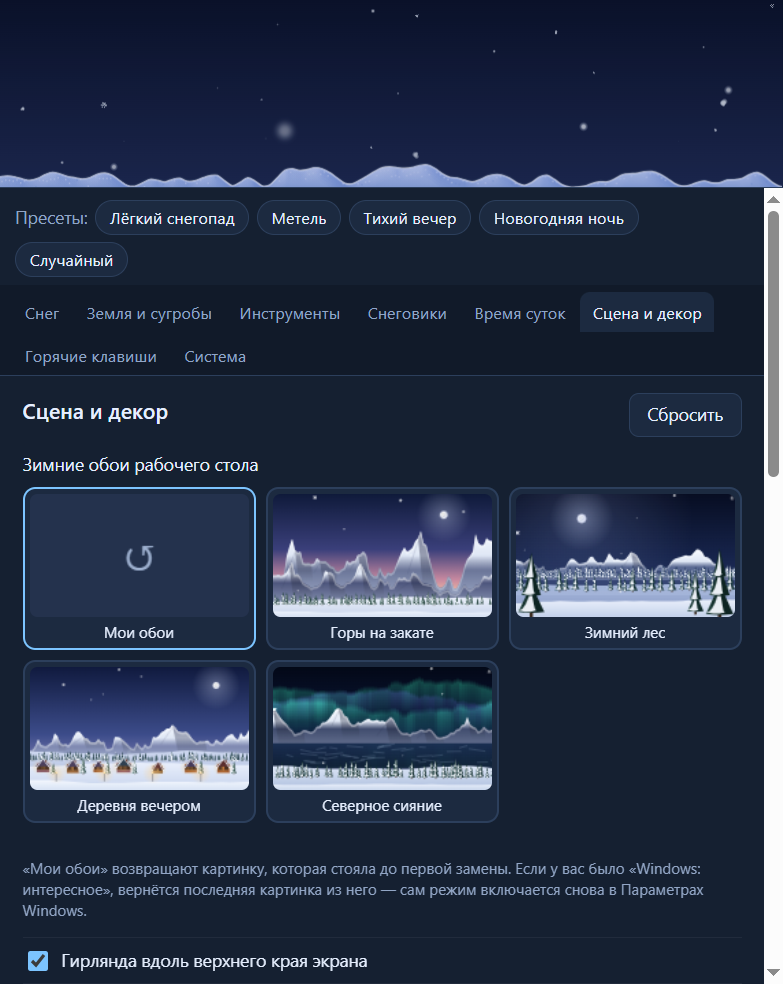 Пресеты: Лёгкий снегопад Метель Тихий вечер Новогодняя ночь
Случайный
Снег Земля и сугробы Инструменты Снеговики Время суток Сцена и декор
Горячие клавиши Система
Сцена и декор Сбросить
Зимние обои рабочего стола
Мои обои Горы на закате Зимний лес
Деревня вечером Северное сияние
«Мои обои» возвращают картинку, которая стояла до первой замены. Если у вас было «Windows:
интересное», вернётся последняя картинка из него — сам режим включается снова в Параметрах
Windows.
Гирлянда вдоль верхнего края экрана